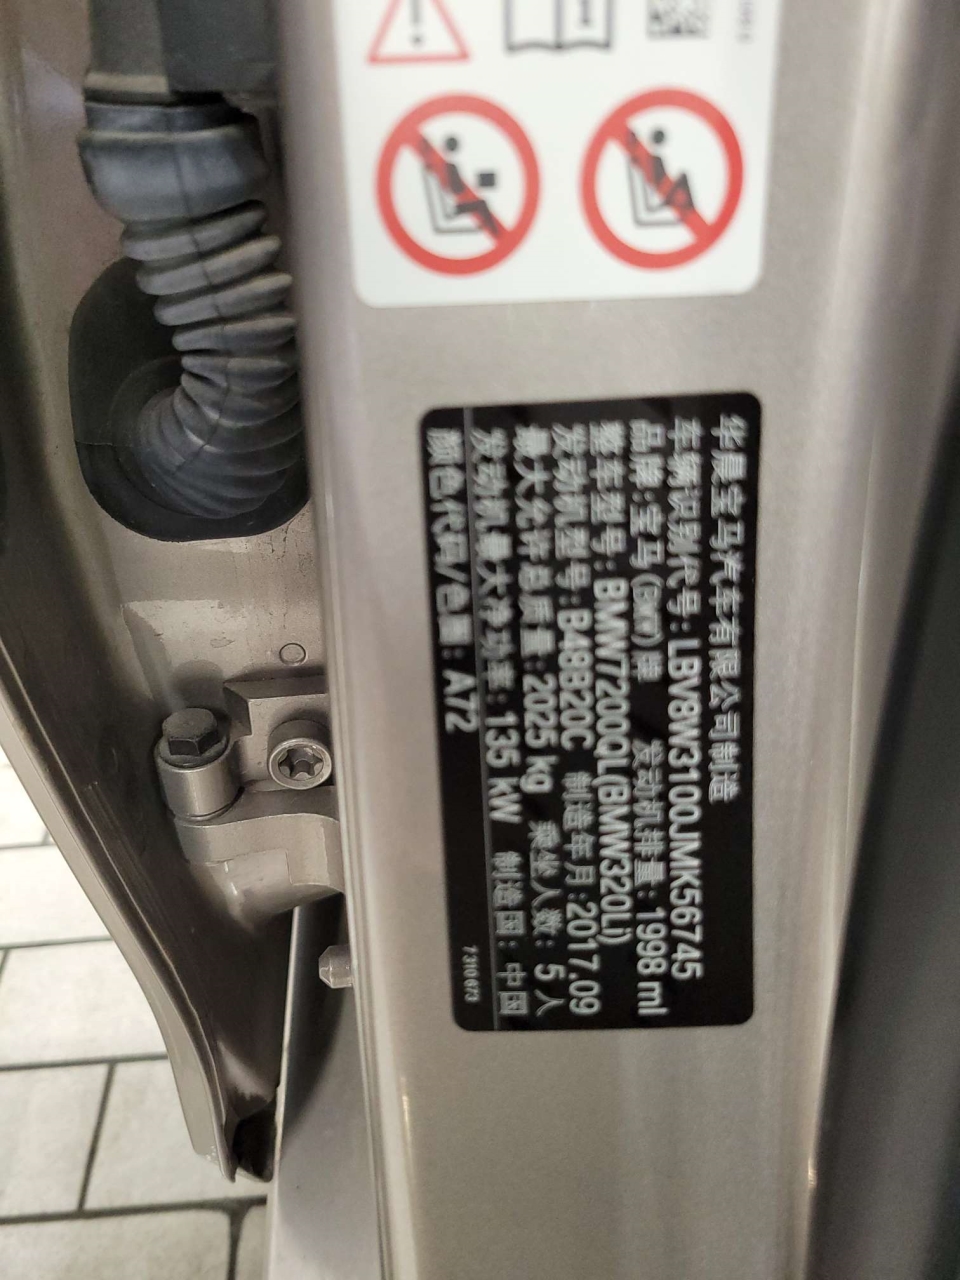 华晨宝马汽车有限公司制造
车辆识别代号:LBV8W3100JMK56745
品牌:宝马(BMW)牌 发动机排量:1998 ml
整车型号:BMW7200QL(BMW320Li)
发动机型号:B48B20C 制造年月:2017.09
最大允许总质量:2025 kg 乘坐人数:5人
发动机最大净功率:135 kW 制造国:中国
颜色代码/色漆:A72
7310673